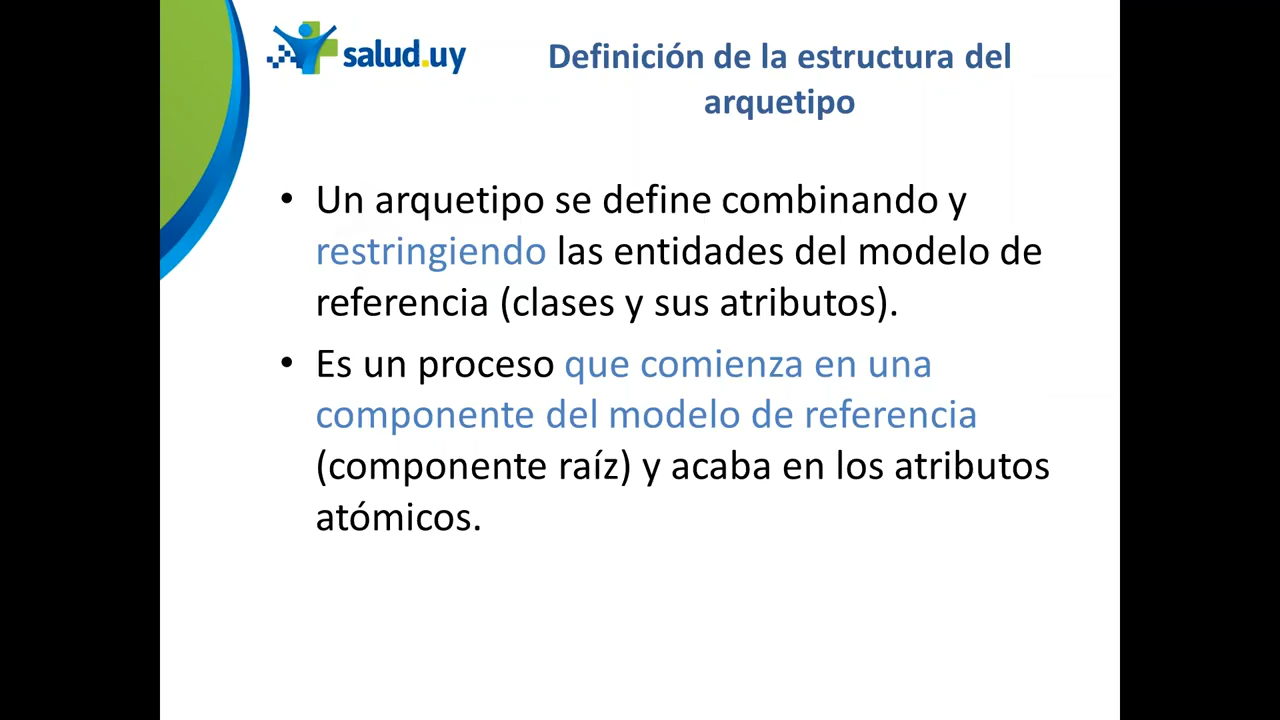 salud.uy
Definición de la estructura del
arquetipo
• Un arquetipo se define combinando y
restringiendo las entidades del modelo de
referencia (clases y sus atributos).
• Es un proceso que comienza en una
componente del modelo de referencia
(componente raíz) y acaba en los atributos
atómicos.